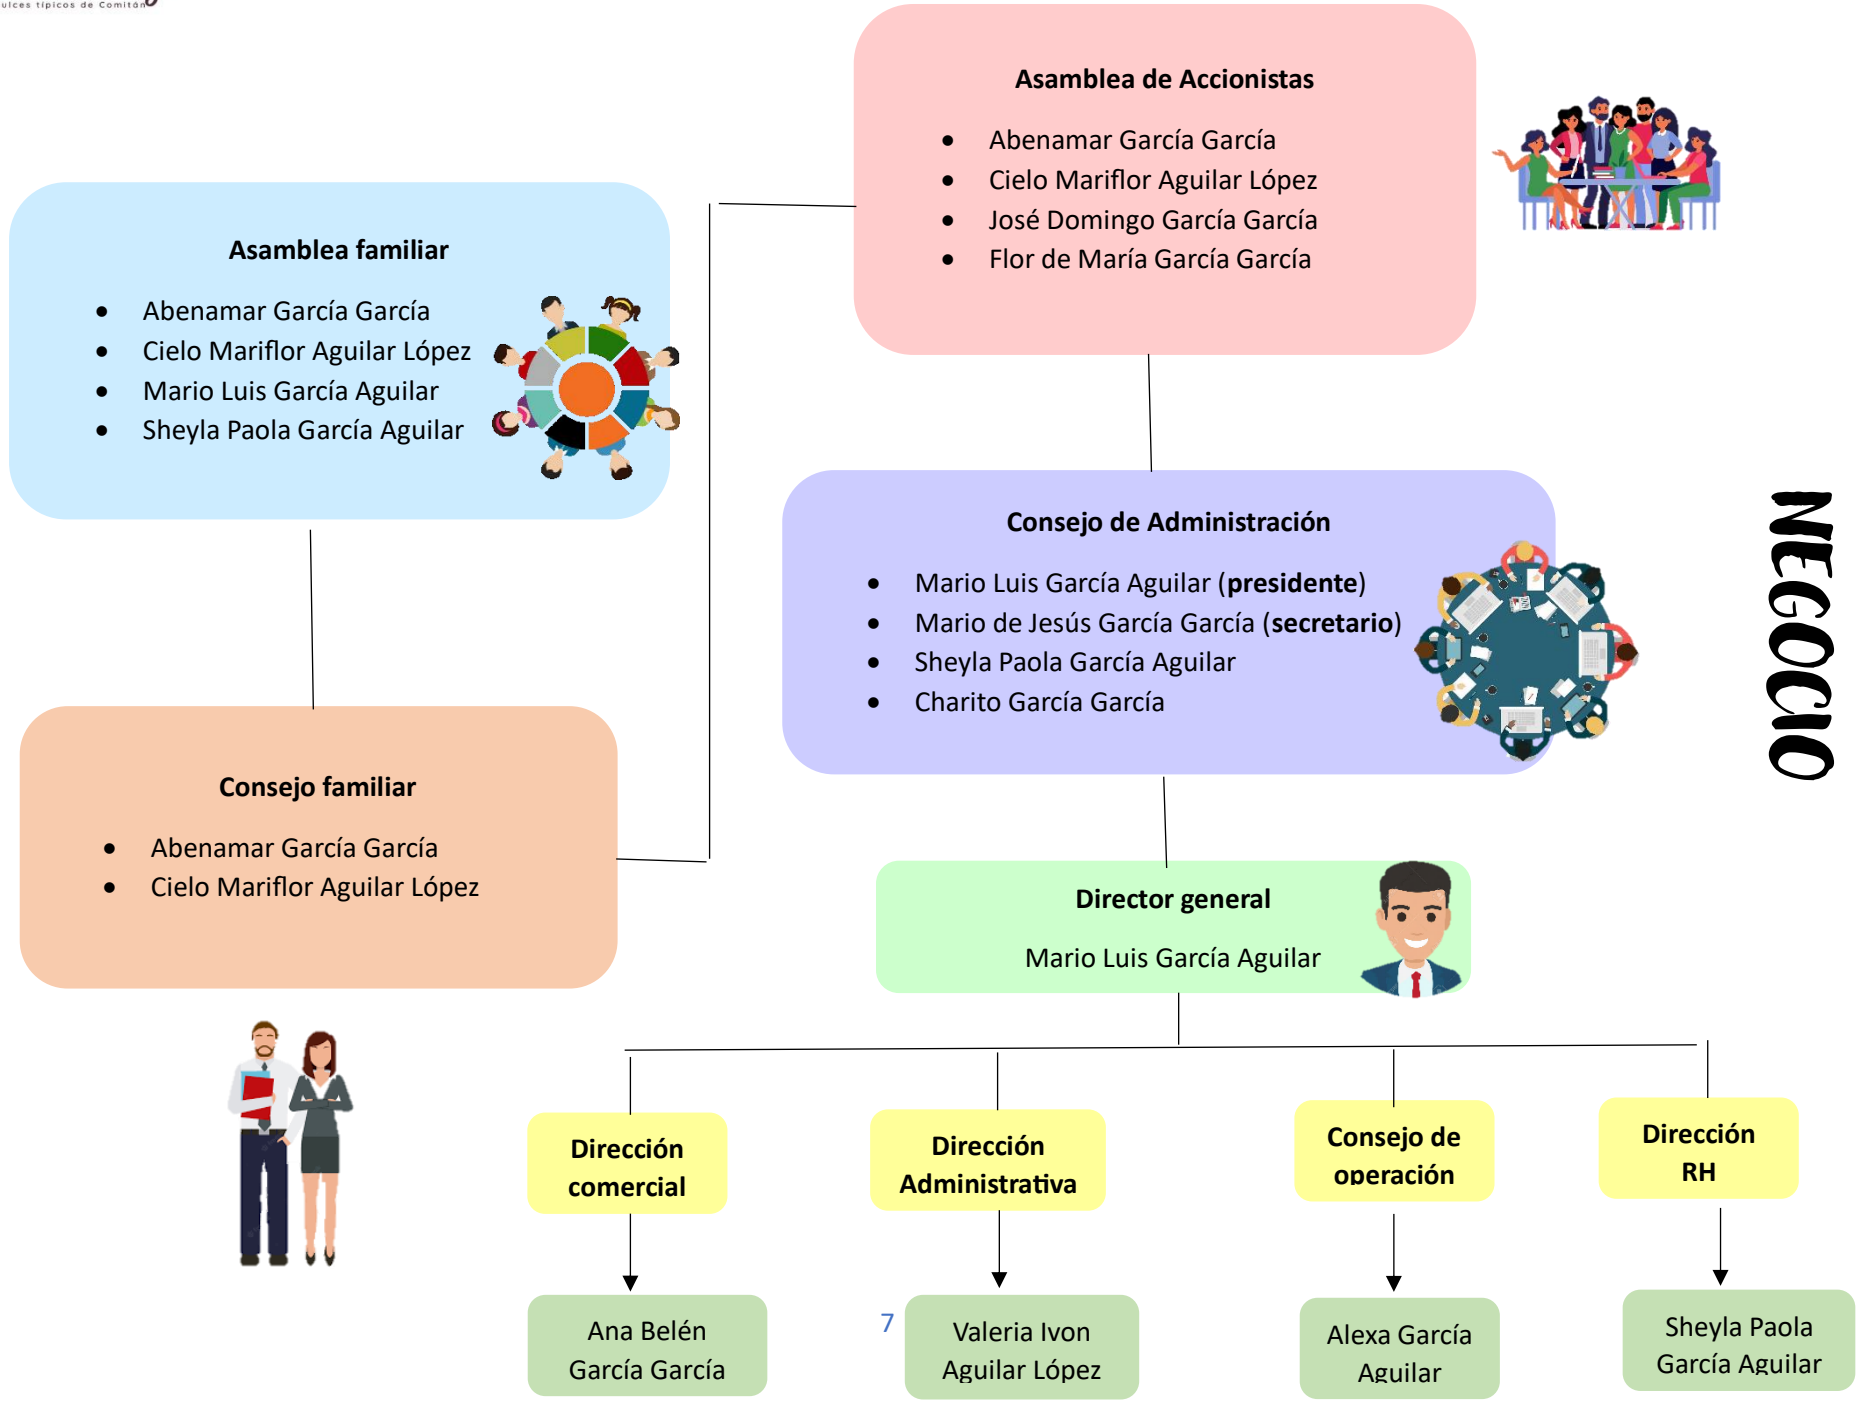 dulces típicos de Comitán
Asamblea de Accionistas
• Abenamar García García
• Cielo Mariflor Aguilar López
• José Domingo García García
• Flor de María García García
Asamblea familiar
• Abenamar García García
• Cielo Mariflor Aguilar López
• Mario Luis García Aguilar
• Sheyla Paola García Aguilar
Consejo de Administración
• Mario Luis García Aguilar (presidente)
• Mario de Jesús García García (secretario)
• Sheyla Paola García Aguilar
• Charito García García
NEGOCIO
Consejo familiar
• Abenamar García García
• Cielo Mariflor Aguilar López
Director general
Mario Luis García Aguilar
Dirección
comercial
Dirección
Administrativa
Consejo de
operación
Dirección
RH
Ana Belén
García García
7
Valeria Ivon
Aguilar López
Alexa García
Aguilar
Sheyla Paola
García Aguilar